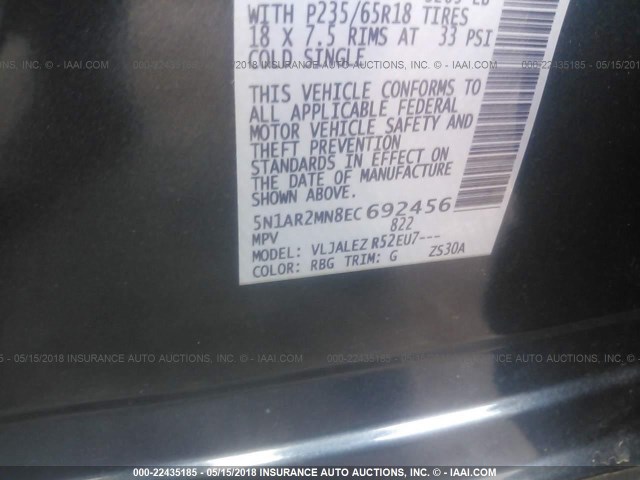 WITH P235/65R18 TIRES
18 X 7.5 RIMS AT 33 PSI
COLD SINGLE
THIS VEHICLE CONFORMS TO
ALL APPLICABLE FEDERAL
MOTOR VEHICLE SAFETY AND
THEFT PREVENTION
STANDARDS IN EFFECT ON
THE DATE OF MANUFACTURE
SHOWN ABOVE.
5N1AR2MN8EC692456
MPV 822
MODEL: VLJALEZ R52EU7---
COLOR: RBG TRIM: G ZS30A
000-22435185 - 05/15/2018 INSURANCE AUTO AUCTIONS, INC. - © IAAI.COM